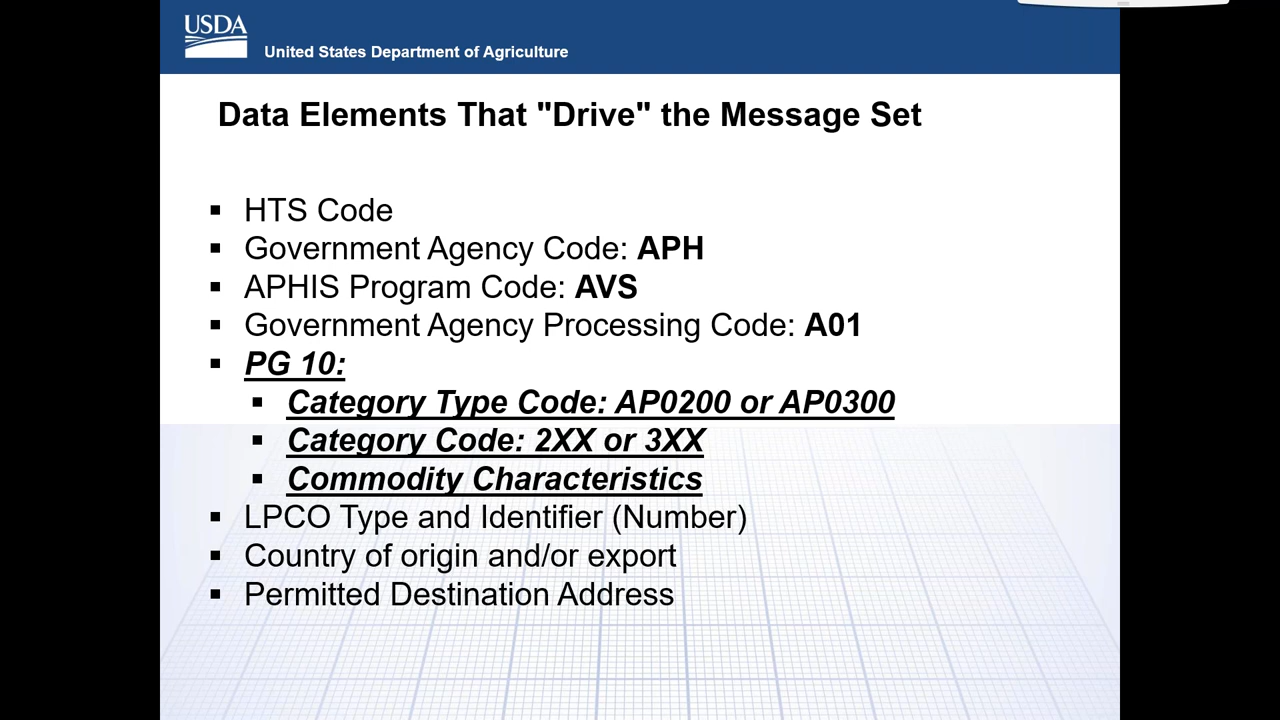 USDA
United States Department of Agriculture
Data Elements That "Drive" the Message Set
▪ HTS Code
▪ Government Agency Code: APH
▪ APHIS Program Code: AVS
▪ Government Agency Processing Code: A01
▪ PG 10:
▪ Category Type Code: AP0200 or AP0300
▪ Category Code: 2XX or 3XX
▪ Commodity Characteristics
▪ LPCO Type and Identifier (Number)
▪ Country of origin and/or export
▪ Permitted Destination Address